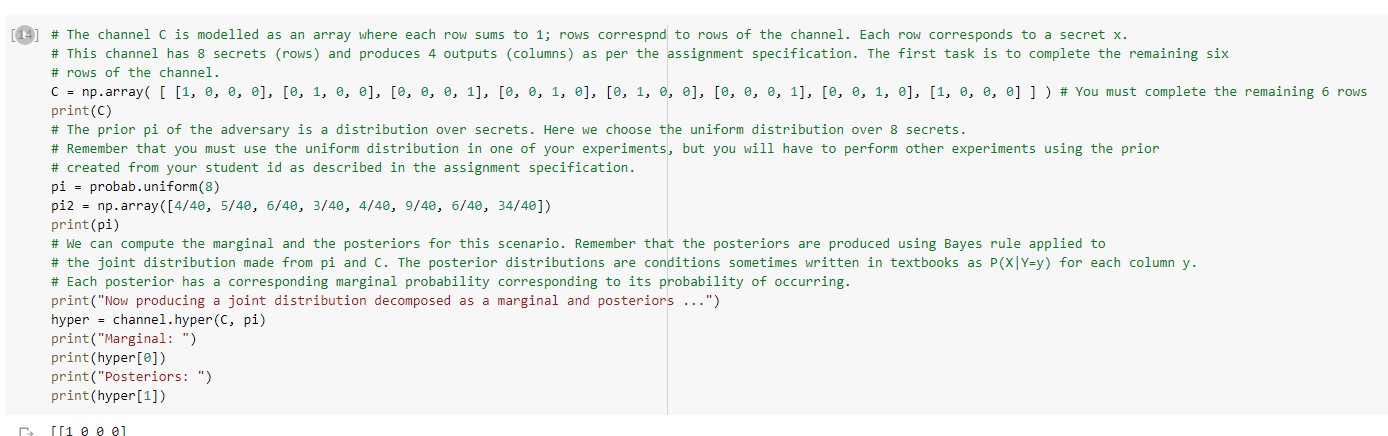 [14] # The channel C is modelled as an array where each row sums to 1; rows correspnd to rows of the channel. Each row corresponds to a secret x.
# This channel has 8 secrets (rows) and produces 4 outputs (columns) as per the assignment specification. The first task is to complete the remaining six
# rows of the channel.
C = np.array( [ [1, 0, 0, 0], [0, 1, 0, 0], [0, 0, 0, 1], [0, 0, 1, 0], [0, 1, 0, 0], [0, 0, 0, 1], [0, 0, 1, 0], [1, 0, 0, 0] ] ) # You must complete the remaining 6 rows
print(C)
# The prior pi of the adversary is a distribution over secrets. Here we choose the uniform distribution over 8 secrets.
# Remember that you must use the uniform distribution in one of your experiments, but you will have to perform other experiments using the prior
# created from your student id as described in the assignment specification.
pi = probab.uniform(8)
pi2 = np.array([4/40, 5/40, 6/40, 3/40, 4/40, 9/40, 6/40, 34/40])
print(pi)
# We can compute the marginal and the posteriors for this scenario. Remember that the posteriors are produced using Bayes rule applied to
# the joint distribution made from pi and C. The posterior distributions are conditions sometimes written in textbooks as P(X|Y=y) for each column y.
# Each posterior has a corresponding marginal probability corresponding to its probability of occurring.
print("Now producing a joint distribution decomposed as a marginal and posteriors ...")
hyper = channel.hyper(C, pi)
print("Marginal: ")
print(hyper[0])
print("Posteriors: ")
print(hyper[1])
[[1 0 0 0]